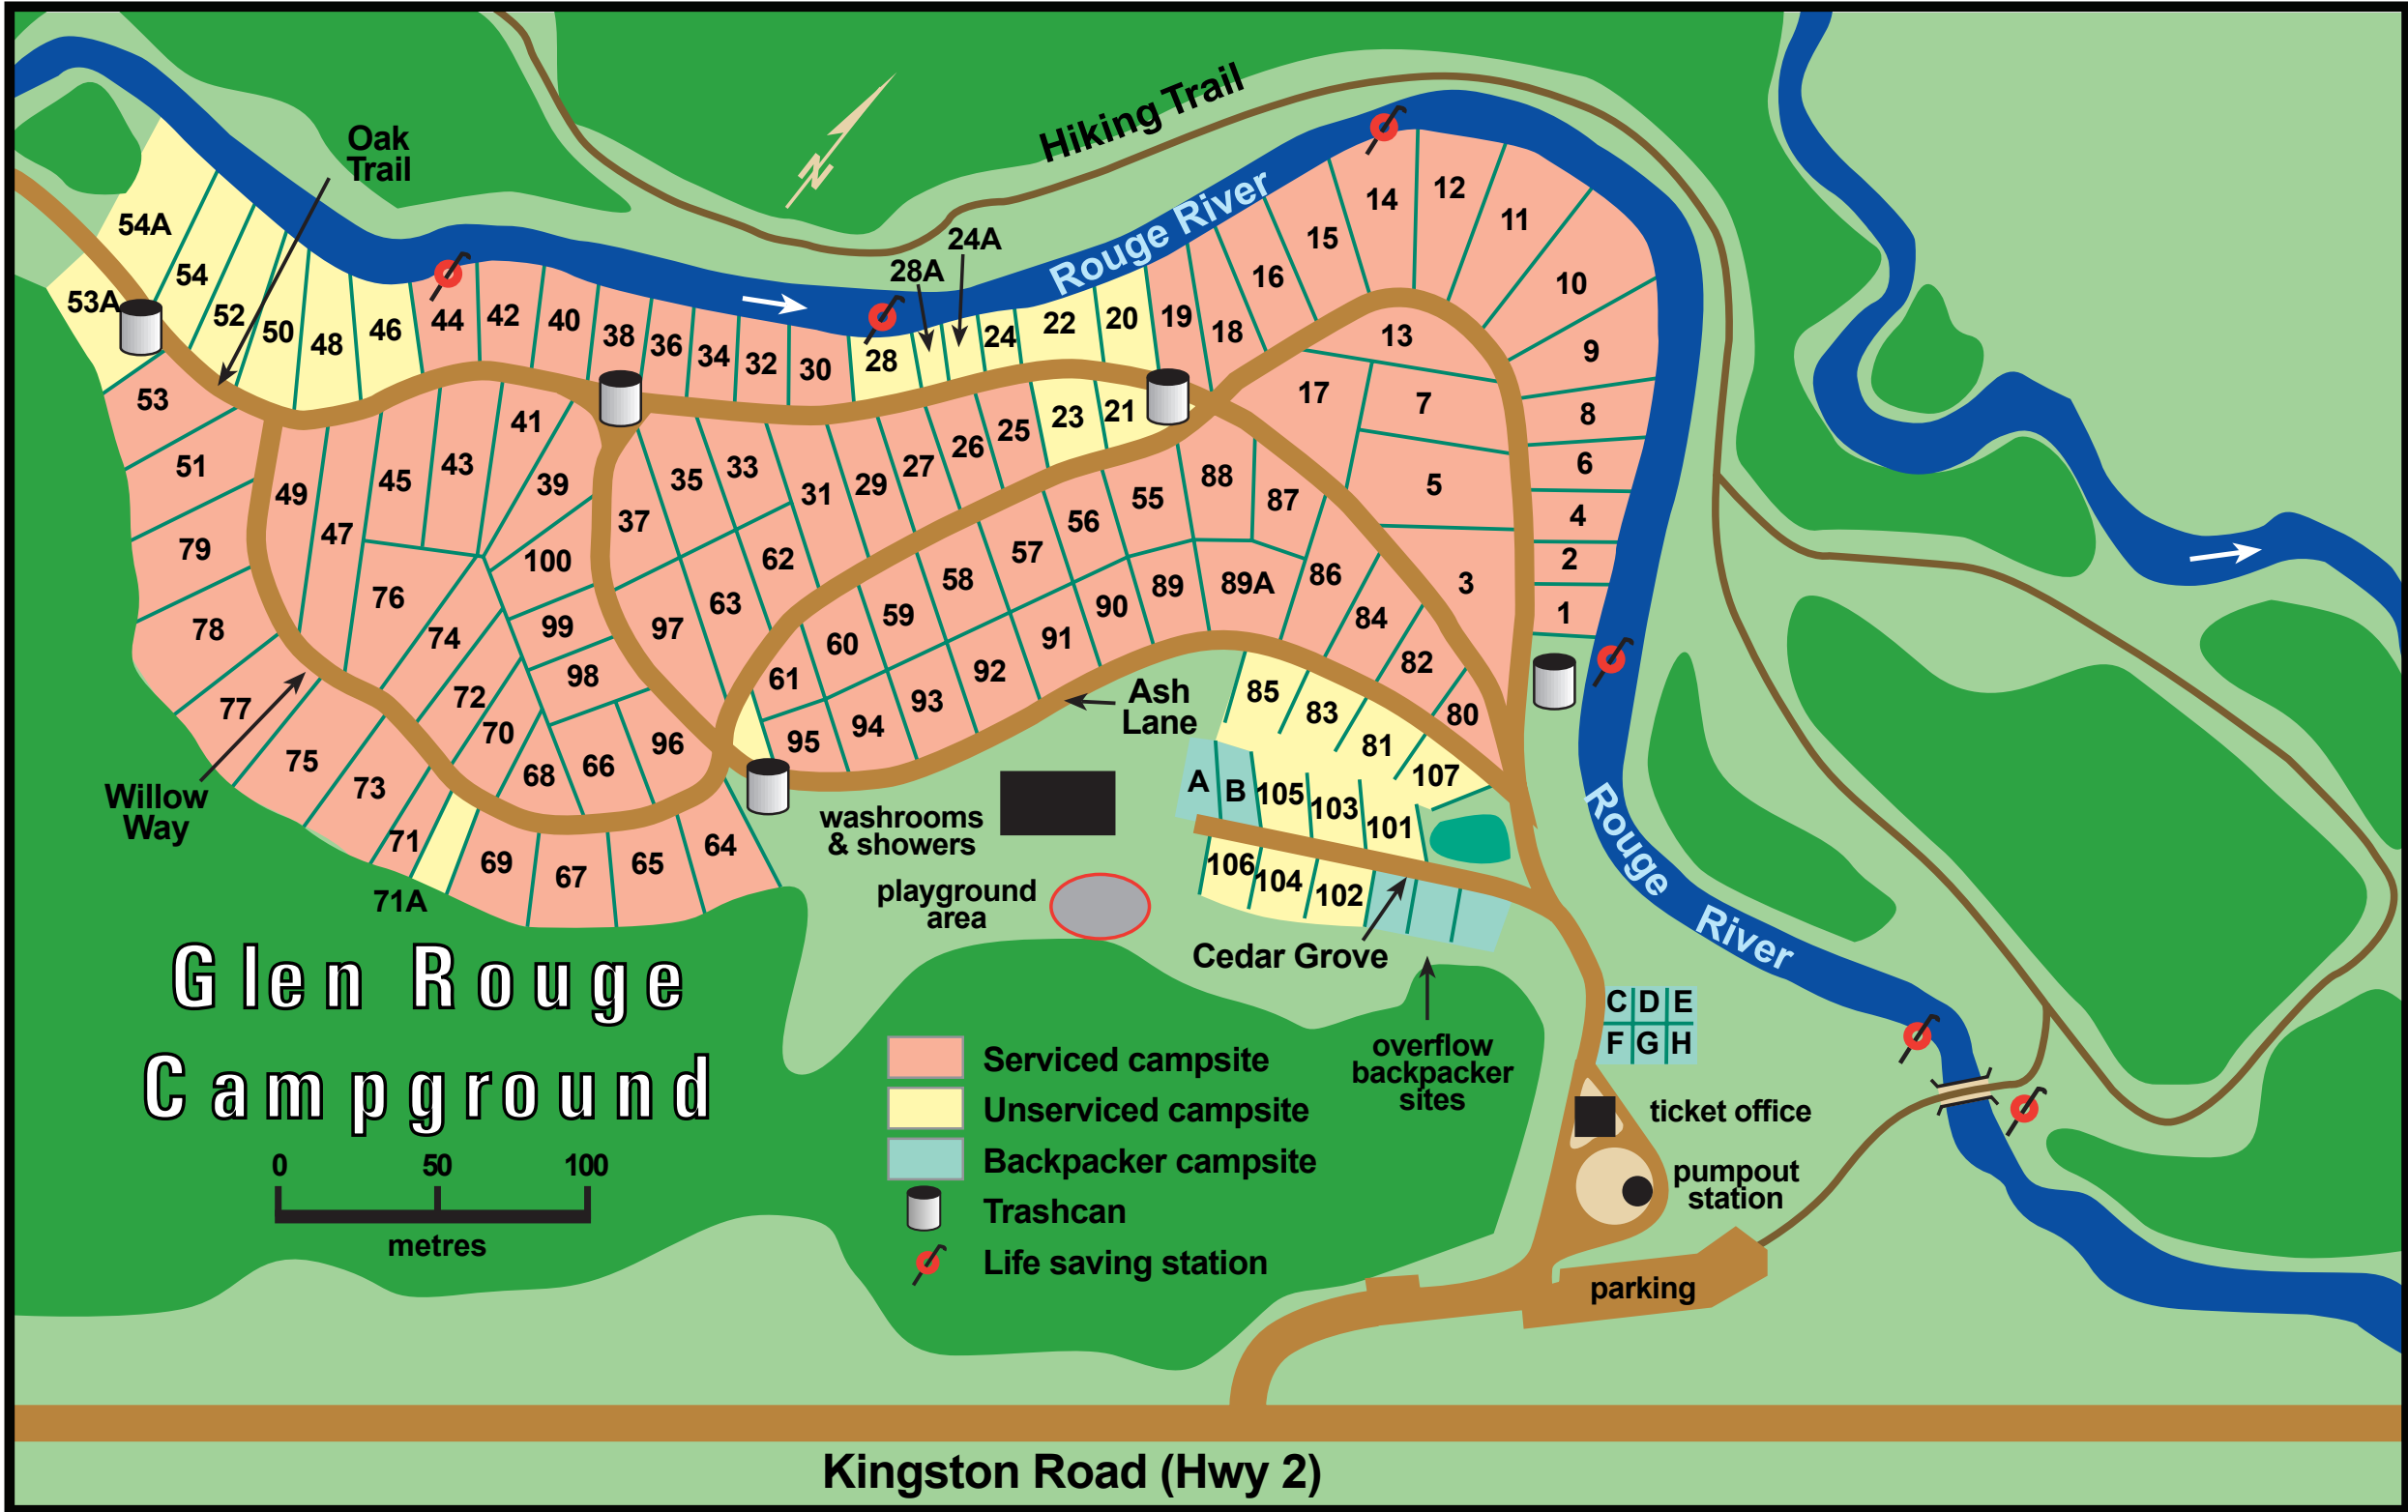 Oak
Trail
Hiking Trail
N
54A
54
53A
52
50
48
46
44
42
40
38
36
34
32
30
28
28A
24A
24
22
20
19
18
16
15
14
12
11
10
9
8
6
4
2
1
13
17
7
5
3
Rouge River
53
51
79
78
77
75
73
71
71A
69
67
65
64
49
47
45
43
41
39
37
35
33
31
29
27
26
25
23
21
88
87
86
84
82
80
100
99
98
97
96
76
74
72
70
68
66
63
62
61
60
59
58
57
56
55
95
94
93
92
91
90
89
89A
85
83
81
107
A
B
105
103
101
106
104
102
Willow
Way
Ash
Lane
washrooms
& showers
playground
area
Cedar Grove
overflow
backpacker
sites
Rouge
River
C D E
F G H
ticket office
pumpout
station
parking
Glen Rouge
Campground
0 50 100
metres
Serviced campsite
Unserviced campsite
Backpacker campsite
Trashcan
Life saving station
Kingston Road (Hwy 2)